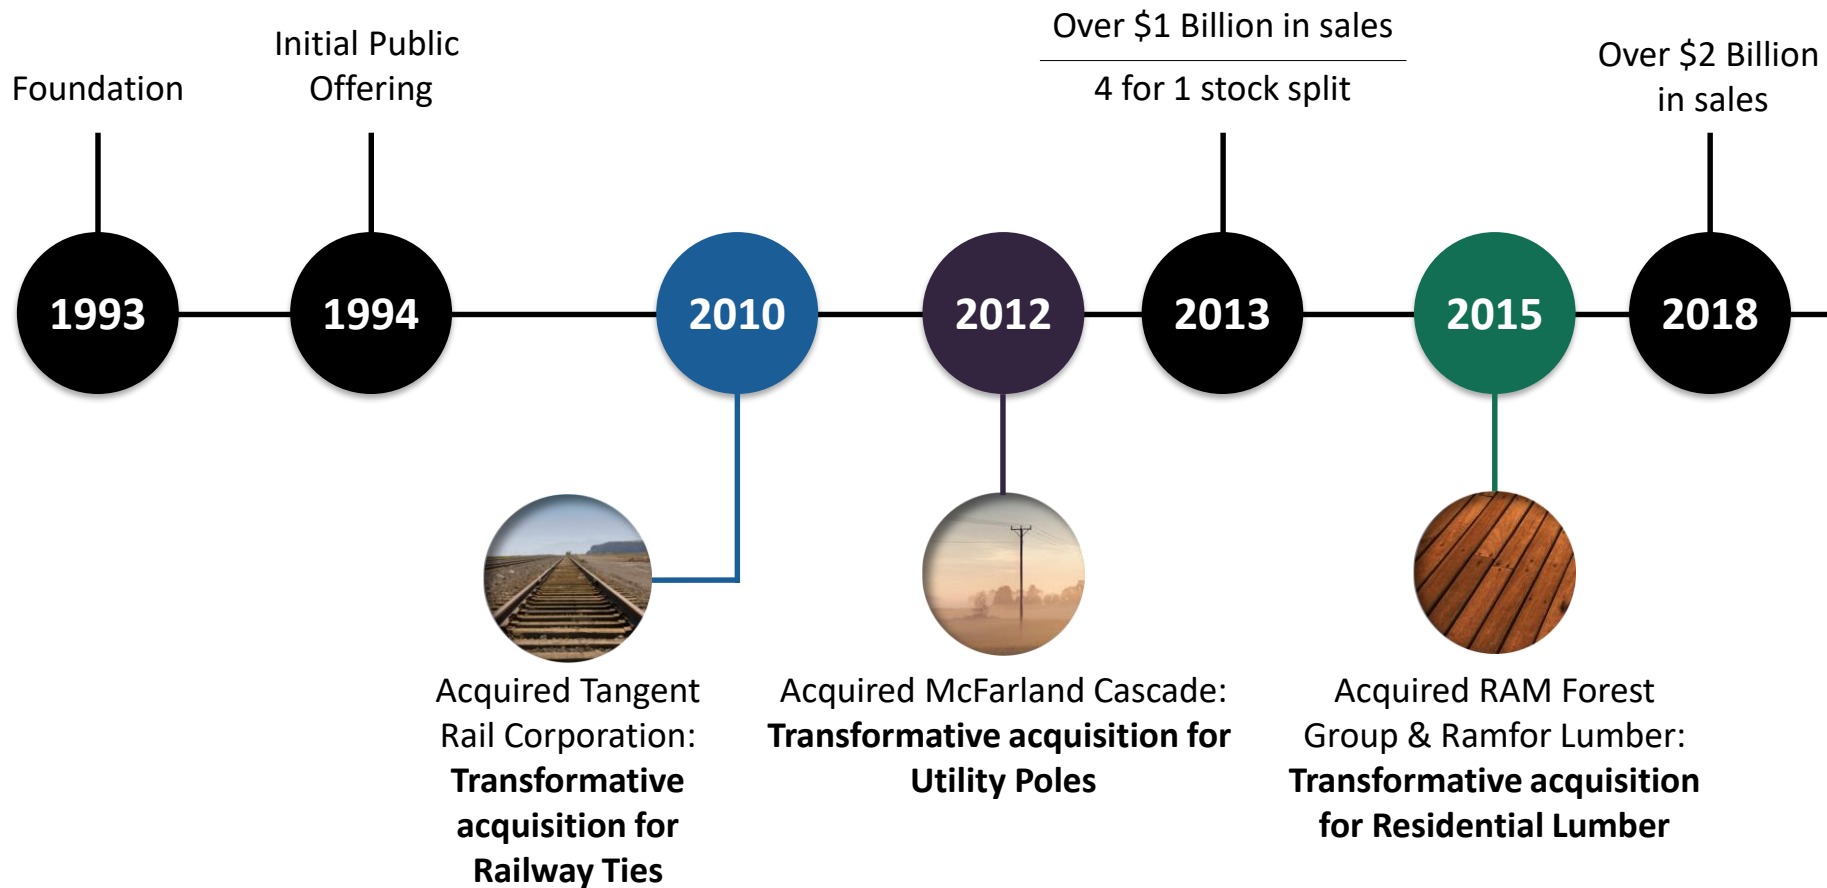 Foundation
Initial Public
Offering
Over $1 Billion in sales
4 for 1 stock split
Over $2 Billion
in sales
1993
1994
2010
2012
2013
2015
2018
Acquired Tangent
Rail Corporation:
Transformative
acquisition for
Railway Ties
Acquired McFarland Cascade:
Transformative acquisition for
Utility Poles
Acquired RAM Forest
Group & Ramfor Lumber:
Transformative acquisition
for Residential Lumber